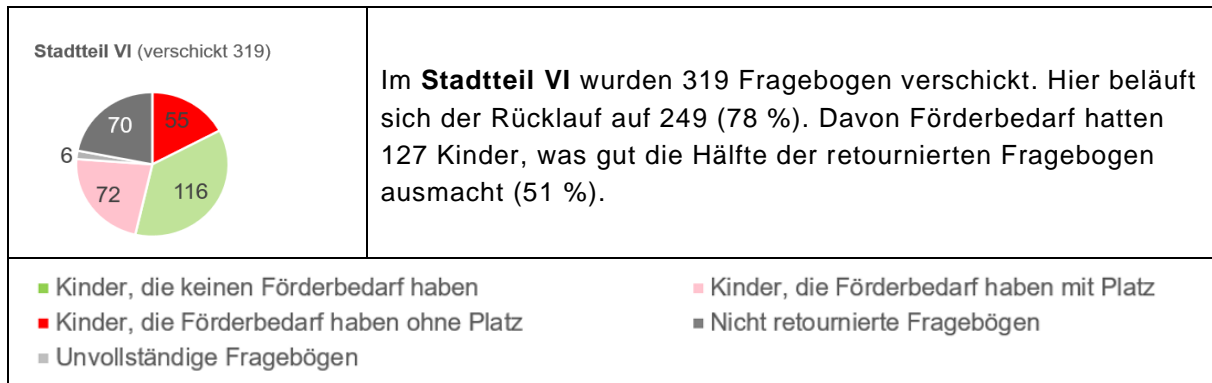 Stadtteil VI (verschickt 319)
70
55
6
72
116
Im Stadtteil VI wurden 319 Fragebogen verschickt. Hier beläuft
sich der Rücklauf auf 249 (78 %). Davon Förderbedarf hatten
127 Kinder, was gut die Hälfte der retournierten Fragebogen
ausmacht (51 %).
Kinder, die keinen Förderbedarf haben
Kinder, die Förderbedarf haben mit Platz
Kinder, die Förderbedarf haben ohne Platz
Nicht retournierte Fragebögen
Unvollständige Fragebögen